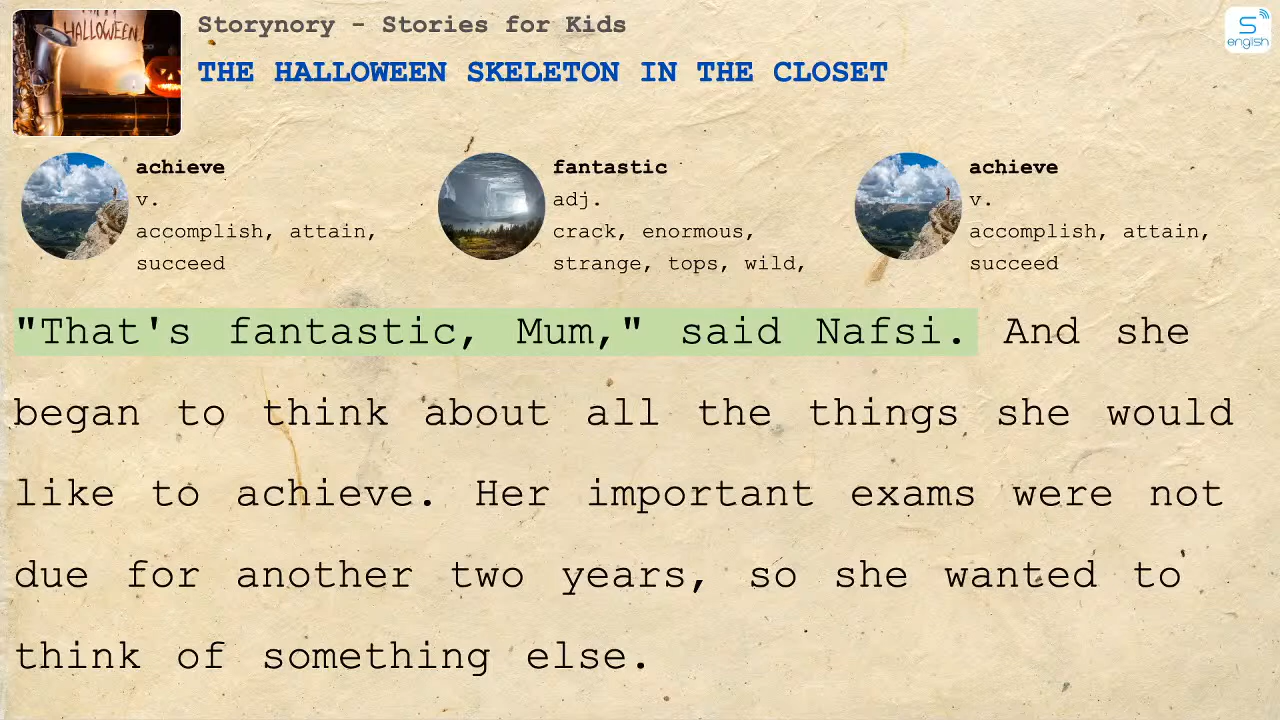 HALLOWEEN
Storynory - Stories for Kids
THE HALLOWEEN SKELETON IN THE CLOSET
S
english
achieve
v.
accomplish, attain,
succeed
fantastic
adj.
crack, enormous,
strange, tops, wild,
achieve
v.
accomplish, attain,
succeed
"That's fantastic, Mum," said Nafsi. And she
began to think about all the things she would
like to achieve. Her important exams were not
due for another two years, so she wanted to
think of something else.